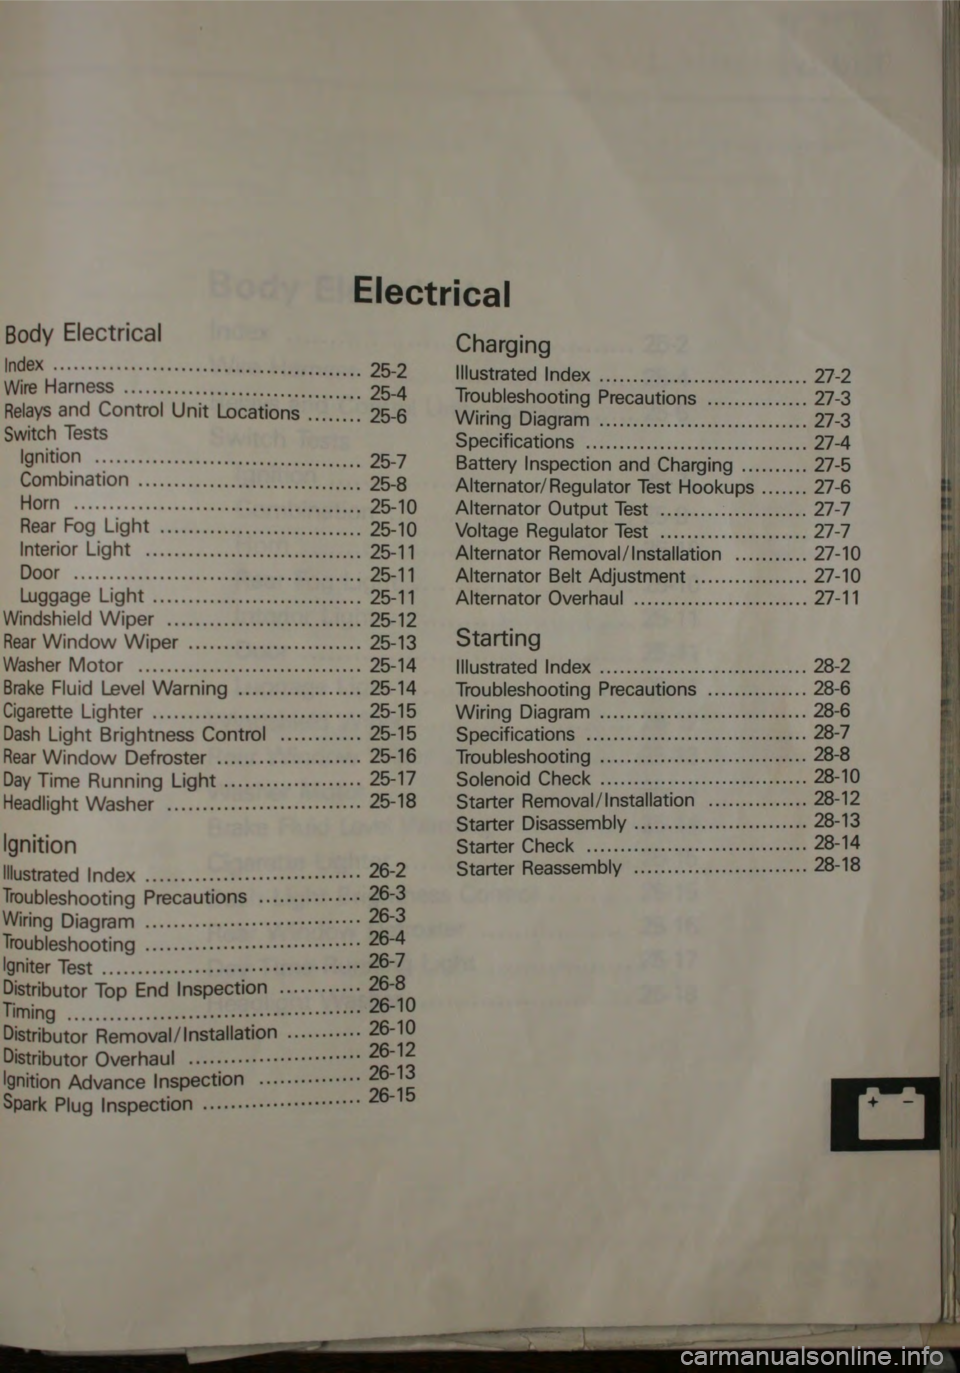 Electrical
Body Electrical
Index ............................................ 25-2
Wire Harness .................................. 25-4
Relays and Control Unit Locations ........ 25-6
Switch Tests
Ignition ...................................... 25-7
Combination ................................ 25-8
Horn ......................................... 25-10
Rear Fog Light ............................. 25-10
Interior Light ............................... 25-11
Door ......................................... 25-11
Luggage Light .............................. 25-11
Windshield Wiper ............................ 25-12
Rear Window Wiper ......................... 25-13
Washer Motor ................................ 25-14
Brake Fluid Level Warning .................. 25-14
Cigarette Lighter .............................. 25-15
Dash Light Brightness Control ............ 25-15
Rear Window Defroster ..................... 25-16
Day Time Running Light .................... 25-17
Headlight Washer ............................ 25-18
Ignition
Illustrated Index ............................... 26-2
Troubleshooting Precautions ............... 26-3
Wiring Diagram ............................... 26-3
Troubleshooting ............................... 26-4
Igniter Test ..................................... 26-7
Distributor Top End Inspection ............ 26-8
Timing .......................................... 26-10
Distributor Removal/Installation ........... 26-10
Distributor Overhaul ......................... 26-12
Ignition Advance Inspection ............... 26-13
Spark Plug Inspection ....................... 26-15
Charging
Illustrated Index ............................... 27-2
Troubleshooting Precautions ............... 27-3
Wiring Diagram ............................... 27-3
Specifications ................................. 27-4
Battery Inspection and Charging .......... 27-5
Alternator/Regulator Test Hookups ....... 27-6
Alternator Output Test ...................... 27-7
Voltage Regulator Test ...................... 27-7
Alternator Removal/Installation ........... 27-10
Alternator Belt Adjustment ................. 27-10
Alternator Overhaul .......................... 27-11
Starting
Illustrated Index ............................... 28-2
Troubleshooting Precautions ............... 28-6
Wiring Diagram ............................... 28-6
Specifications ................................. 28-7
Troubleshooting ............................... 28-8
Solenoid Check ............................... 28-10
Starter Removal/Installation ............... 28-12
Starter Disassembly .......................... 28-13
Starter Check ................................. 28-14
Starter Reassembly .......................... 28-18
+ −
carmanualsonline.info